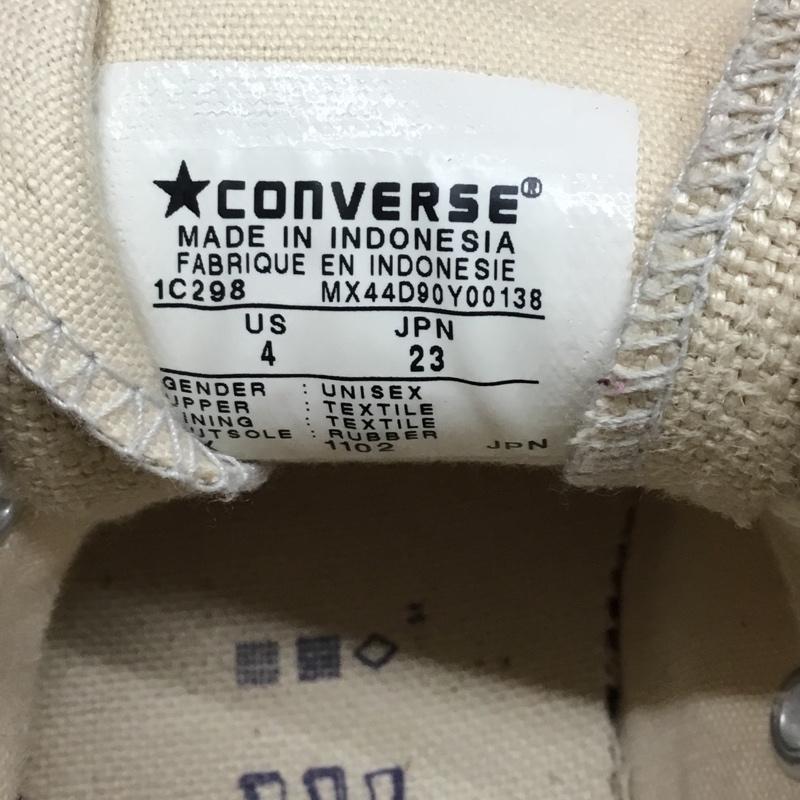 ★CONVERSE®
MADE IN INDONESIA
FABRIQUE EN INDONESIE
1C298 MX44D90Y00138
US JPN
4 23
GENDER : UNISEX
UPPER : TEXTILE
LINING : TEXTILE
OUTSOLE : RUBBER
1102 JPN